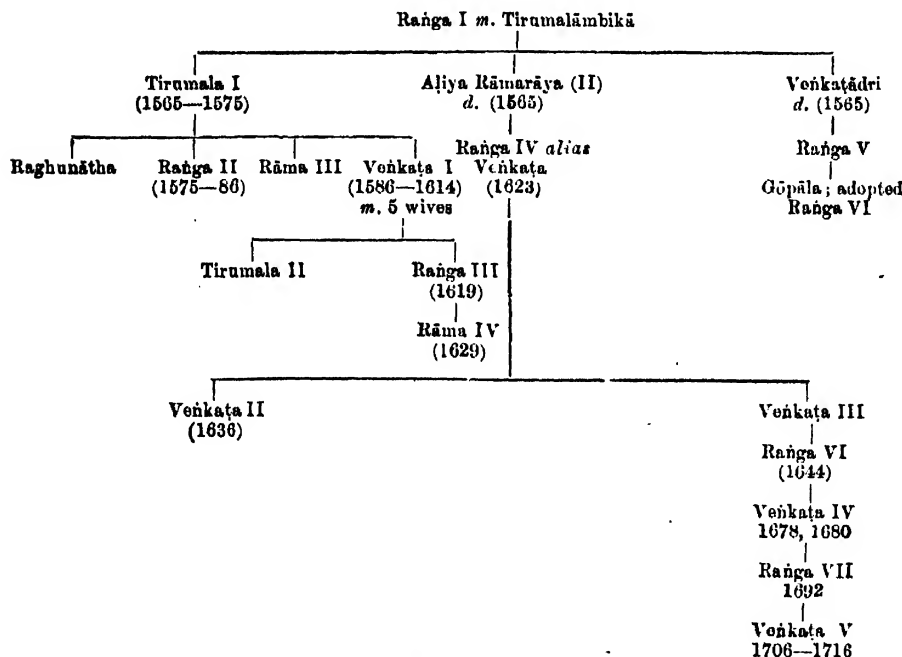 Raṅga I m. Tirumalāmbikā
Tirumala I Aḷiya Rāmarāya (II) Veṅkaṭādri
(1565—1575) d. (1565) d. (1565)
Raṅga IV alias
Raghunātha Raṅga II Rāma III Veṅkaṭa I Veṅkaṭa Raṅga V
(1575—86) (1586—1614) (1623)
m. 5 wives Gōpāla; adopted
Raṅga VI
Tirumala II Raṅga III
(1619)
Rāma IV
(1629)
Veṅkaṭa II Veṅkaṭa III
(1636)
Raṅga VI
(1644)
Veṅkaṭa IV
1678, 1680
Raṅga VII
1692
Veṅkaṭa V
1706—1716